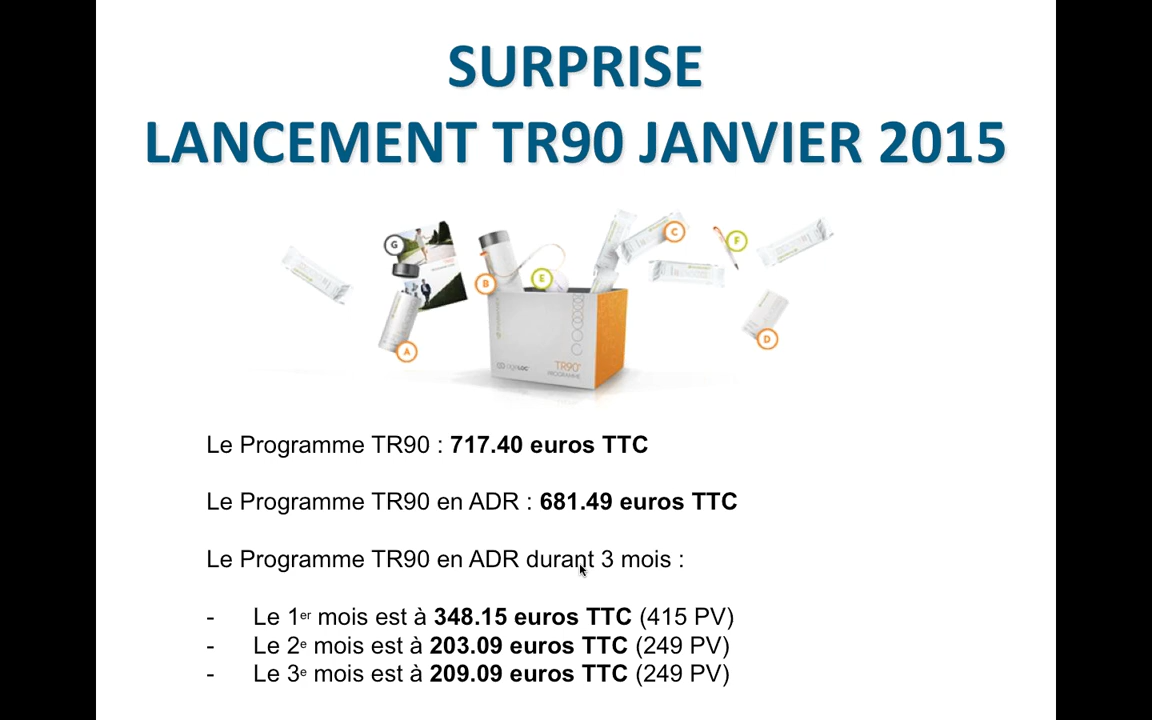 SURPRISE
LANCEMENT TR90 JANVIER 2015
G
C
F
B
E
D
A
TR90
PROGRAMME
Le Programme TR90 : 717.40 euros TTC
Le Programme TR90 en ADR : 681.49 euros TTC
Le Programme TR90 en ADR durant 3 mois :
- Le 1er mois est à 348.15 euros TTC (415 PV)
- Le 2e mois est à 203.09 euros TTC (249 PV)
- Le 3e mois est à 209.09 euros TTC (249 PV)